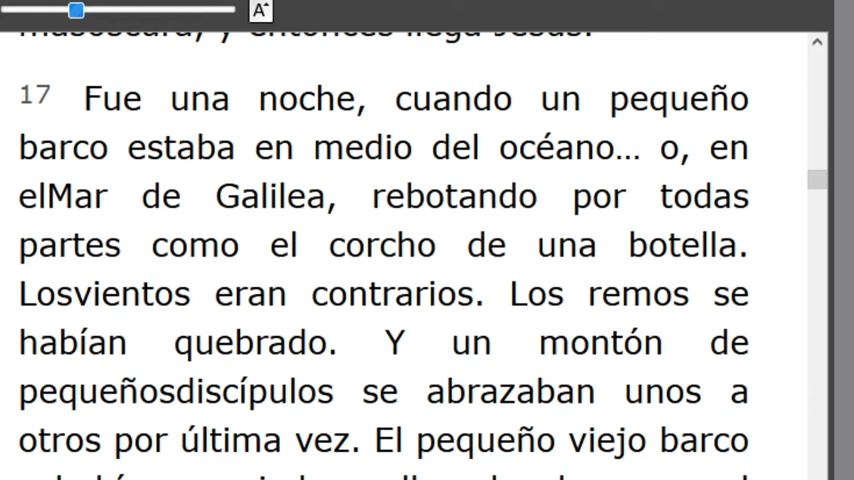 A
17 Fue una noche, cuando un pequeño
barco estaba en medio del océano... o, en
elMar de Galilea, rebotando por todas
partes como el corcho de una botella.
Losvientos eran contrarios. Los remos se
habían quebrado. Y un montón de
pequeñosdiscípulos se abrazaban unos a
otros por última vez. El pequeño viejo barco